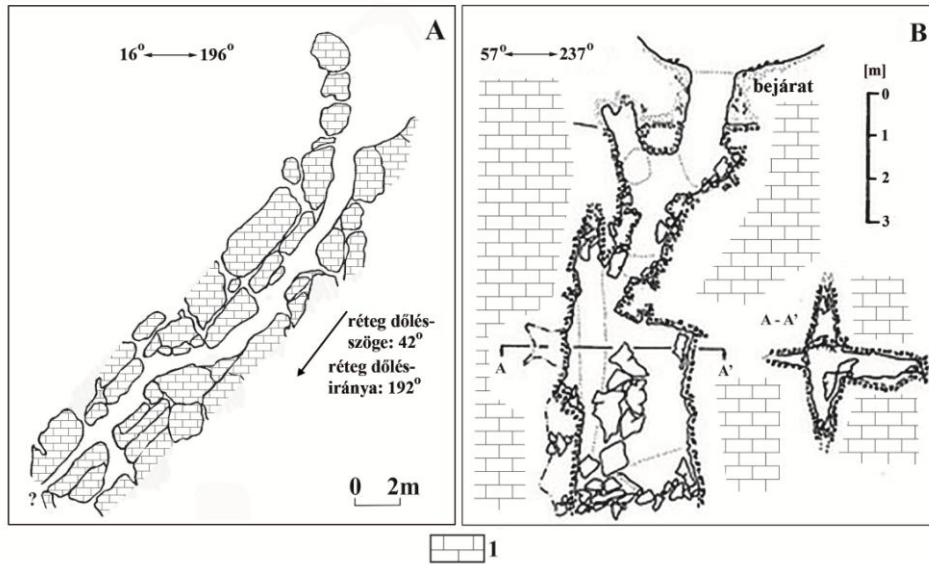 A
16° 196°
réteg dőlés-
szöge: 42°
réteg dőlés-
iránya: 192°
?
0 2m
B
57° 237°
bejárat
[m]
0
1
2
3
A - A'
A A'
1